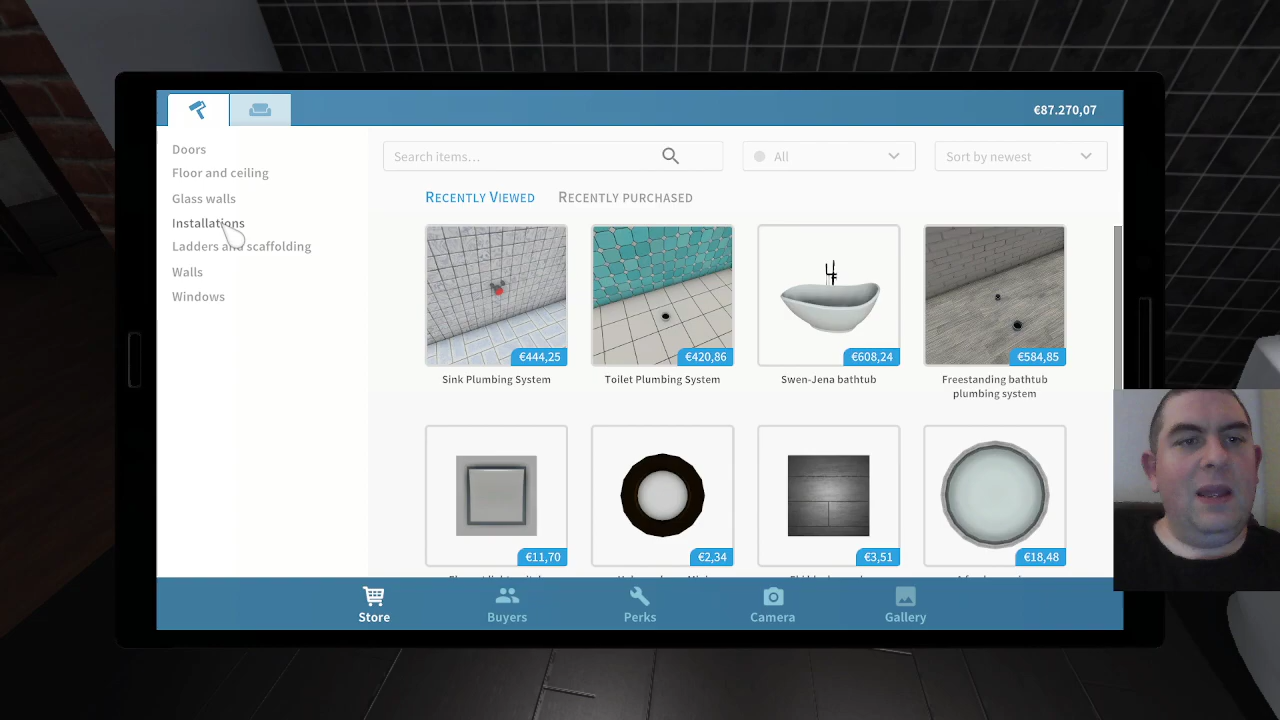 €87.270,07
Doors
Floor and ceiling
Glass walls
Installations
Ladders and scaffolding
Walls
Windows
Search items...
All
Sort by newest
RECENTLY VIEWED
RECENTLY PURCHASED
€444,25
€420,86
€608,24
€584,85
Sink Plumbing System
Toilet Plumbing System
Swen-Jena bathtub
Freestanding bathtub
plumbing system
€11,70
€2,34
€3,51
€18,48
Store
Buyers
Perks
Camera
Gallery